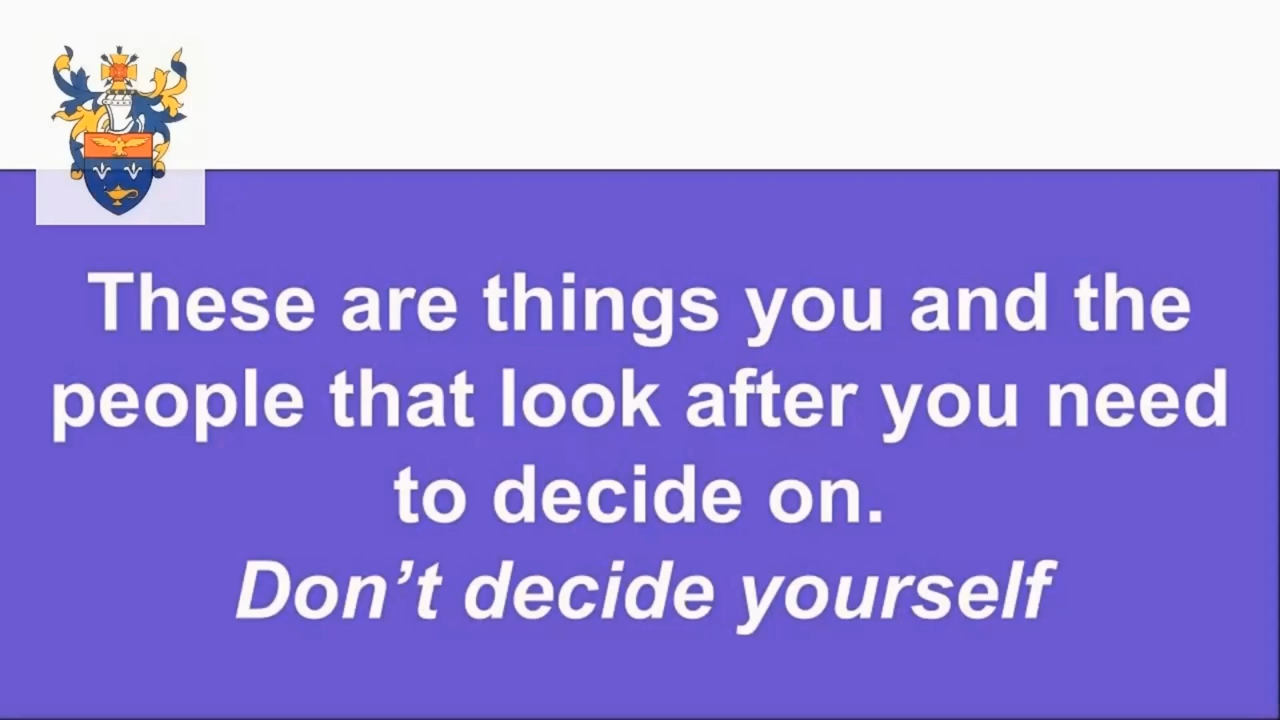 These are things you and the
people that look after you need
to decide on.
Don’t decide yourself